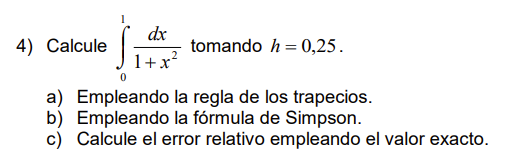 4) Calcule ∫₀¹ dx / (1 + x²) tomando h = 0,25.
a) Empleando la regla de los trapecios.
b) Empleando la fórmula de Simpson.
c) Calcule el error relativo empleando el valor exacto.